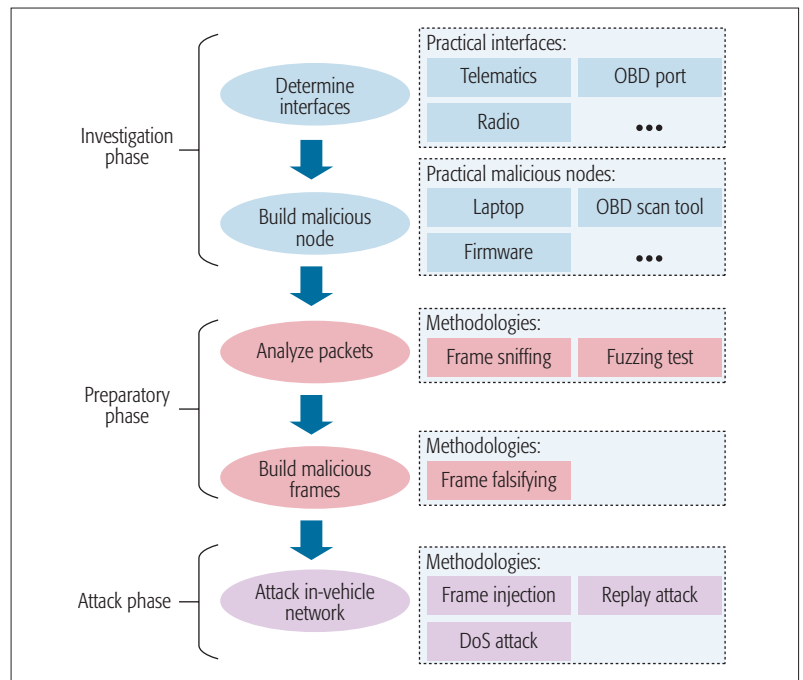 Practical interfaces:
Determine
interfaces
Telematics
OBD port
Radio
•••
Investigation
phase
Practical malicious nodes:
Build malicious
node
Laptop
OBD scan tool
Firmware
•••
Methodologies:
Analyze packets
Frame sniffing
Fuzzing test
Preparatory
phase
Methodologies:
Build malicious
frames
Frame falsifying
Methodologies:
Attack phase
Attack in-vehicle
network
Frame injection
Replay attack
DoS attack